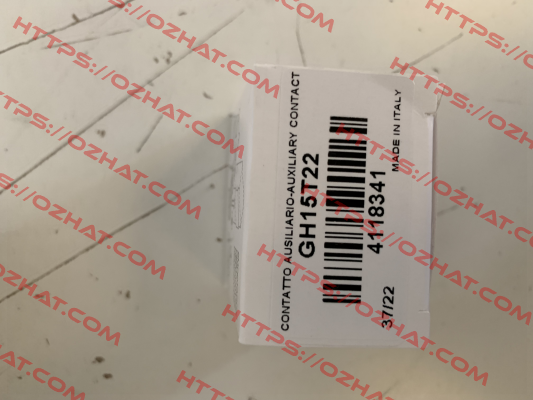 CONTATTO AUSILIARIO-AUXILIARY CONTACT
GH15T22
4118341
37/22
MADE IN ITALY
HTTPS://OZHAT.COM